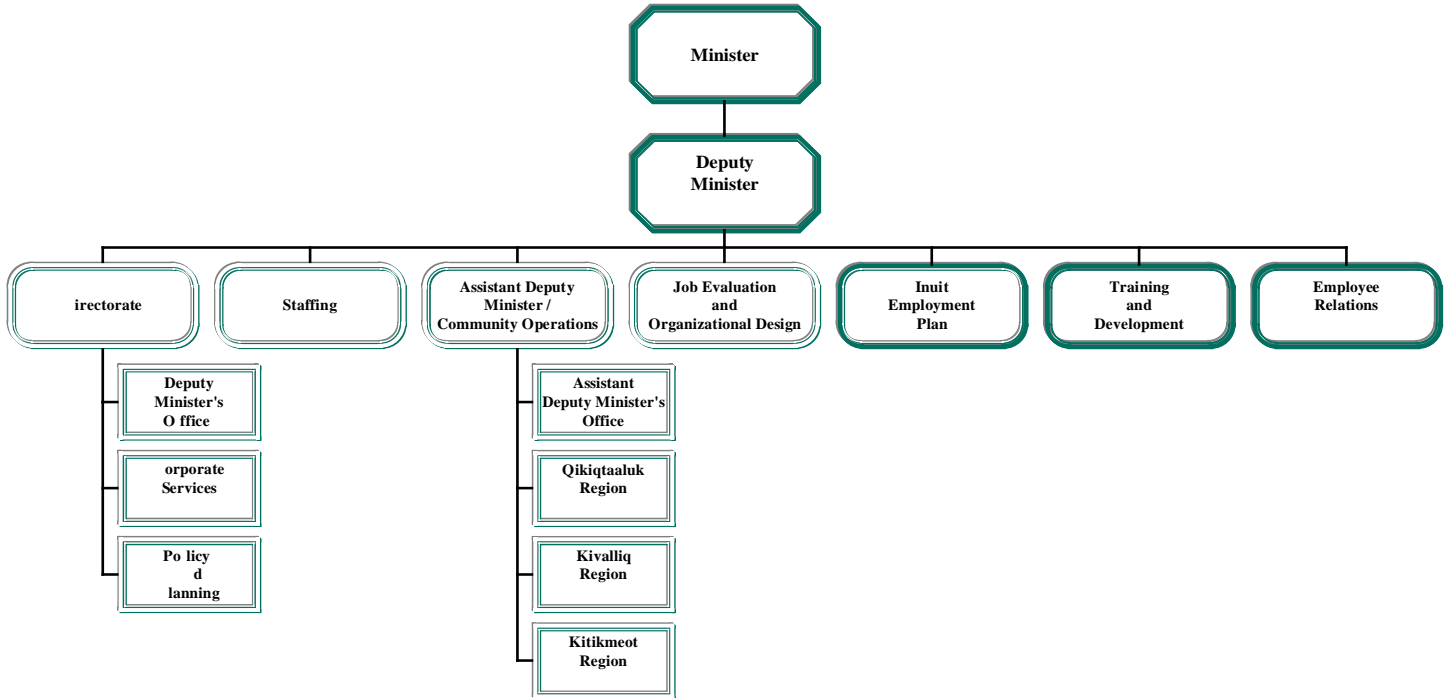 Minister
Deputy
Minister
irectorate
Staffing
Assistant Deputy
Minister /
Community Operations
Job Evaluation
and
Organizational Design
Inuit
Employment
Plan
Training
and
Development
Employee
Relations
Deputy
Minister's
O ffice
orporate
Services
Po licy
d
lanning
Assistant
Deputy Minister's
Office
Qikiqtaaluk
Region
Kivalliq
Region
Kitikmeot
Region